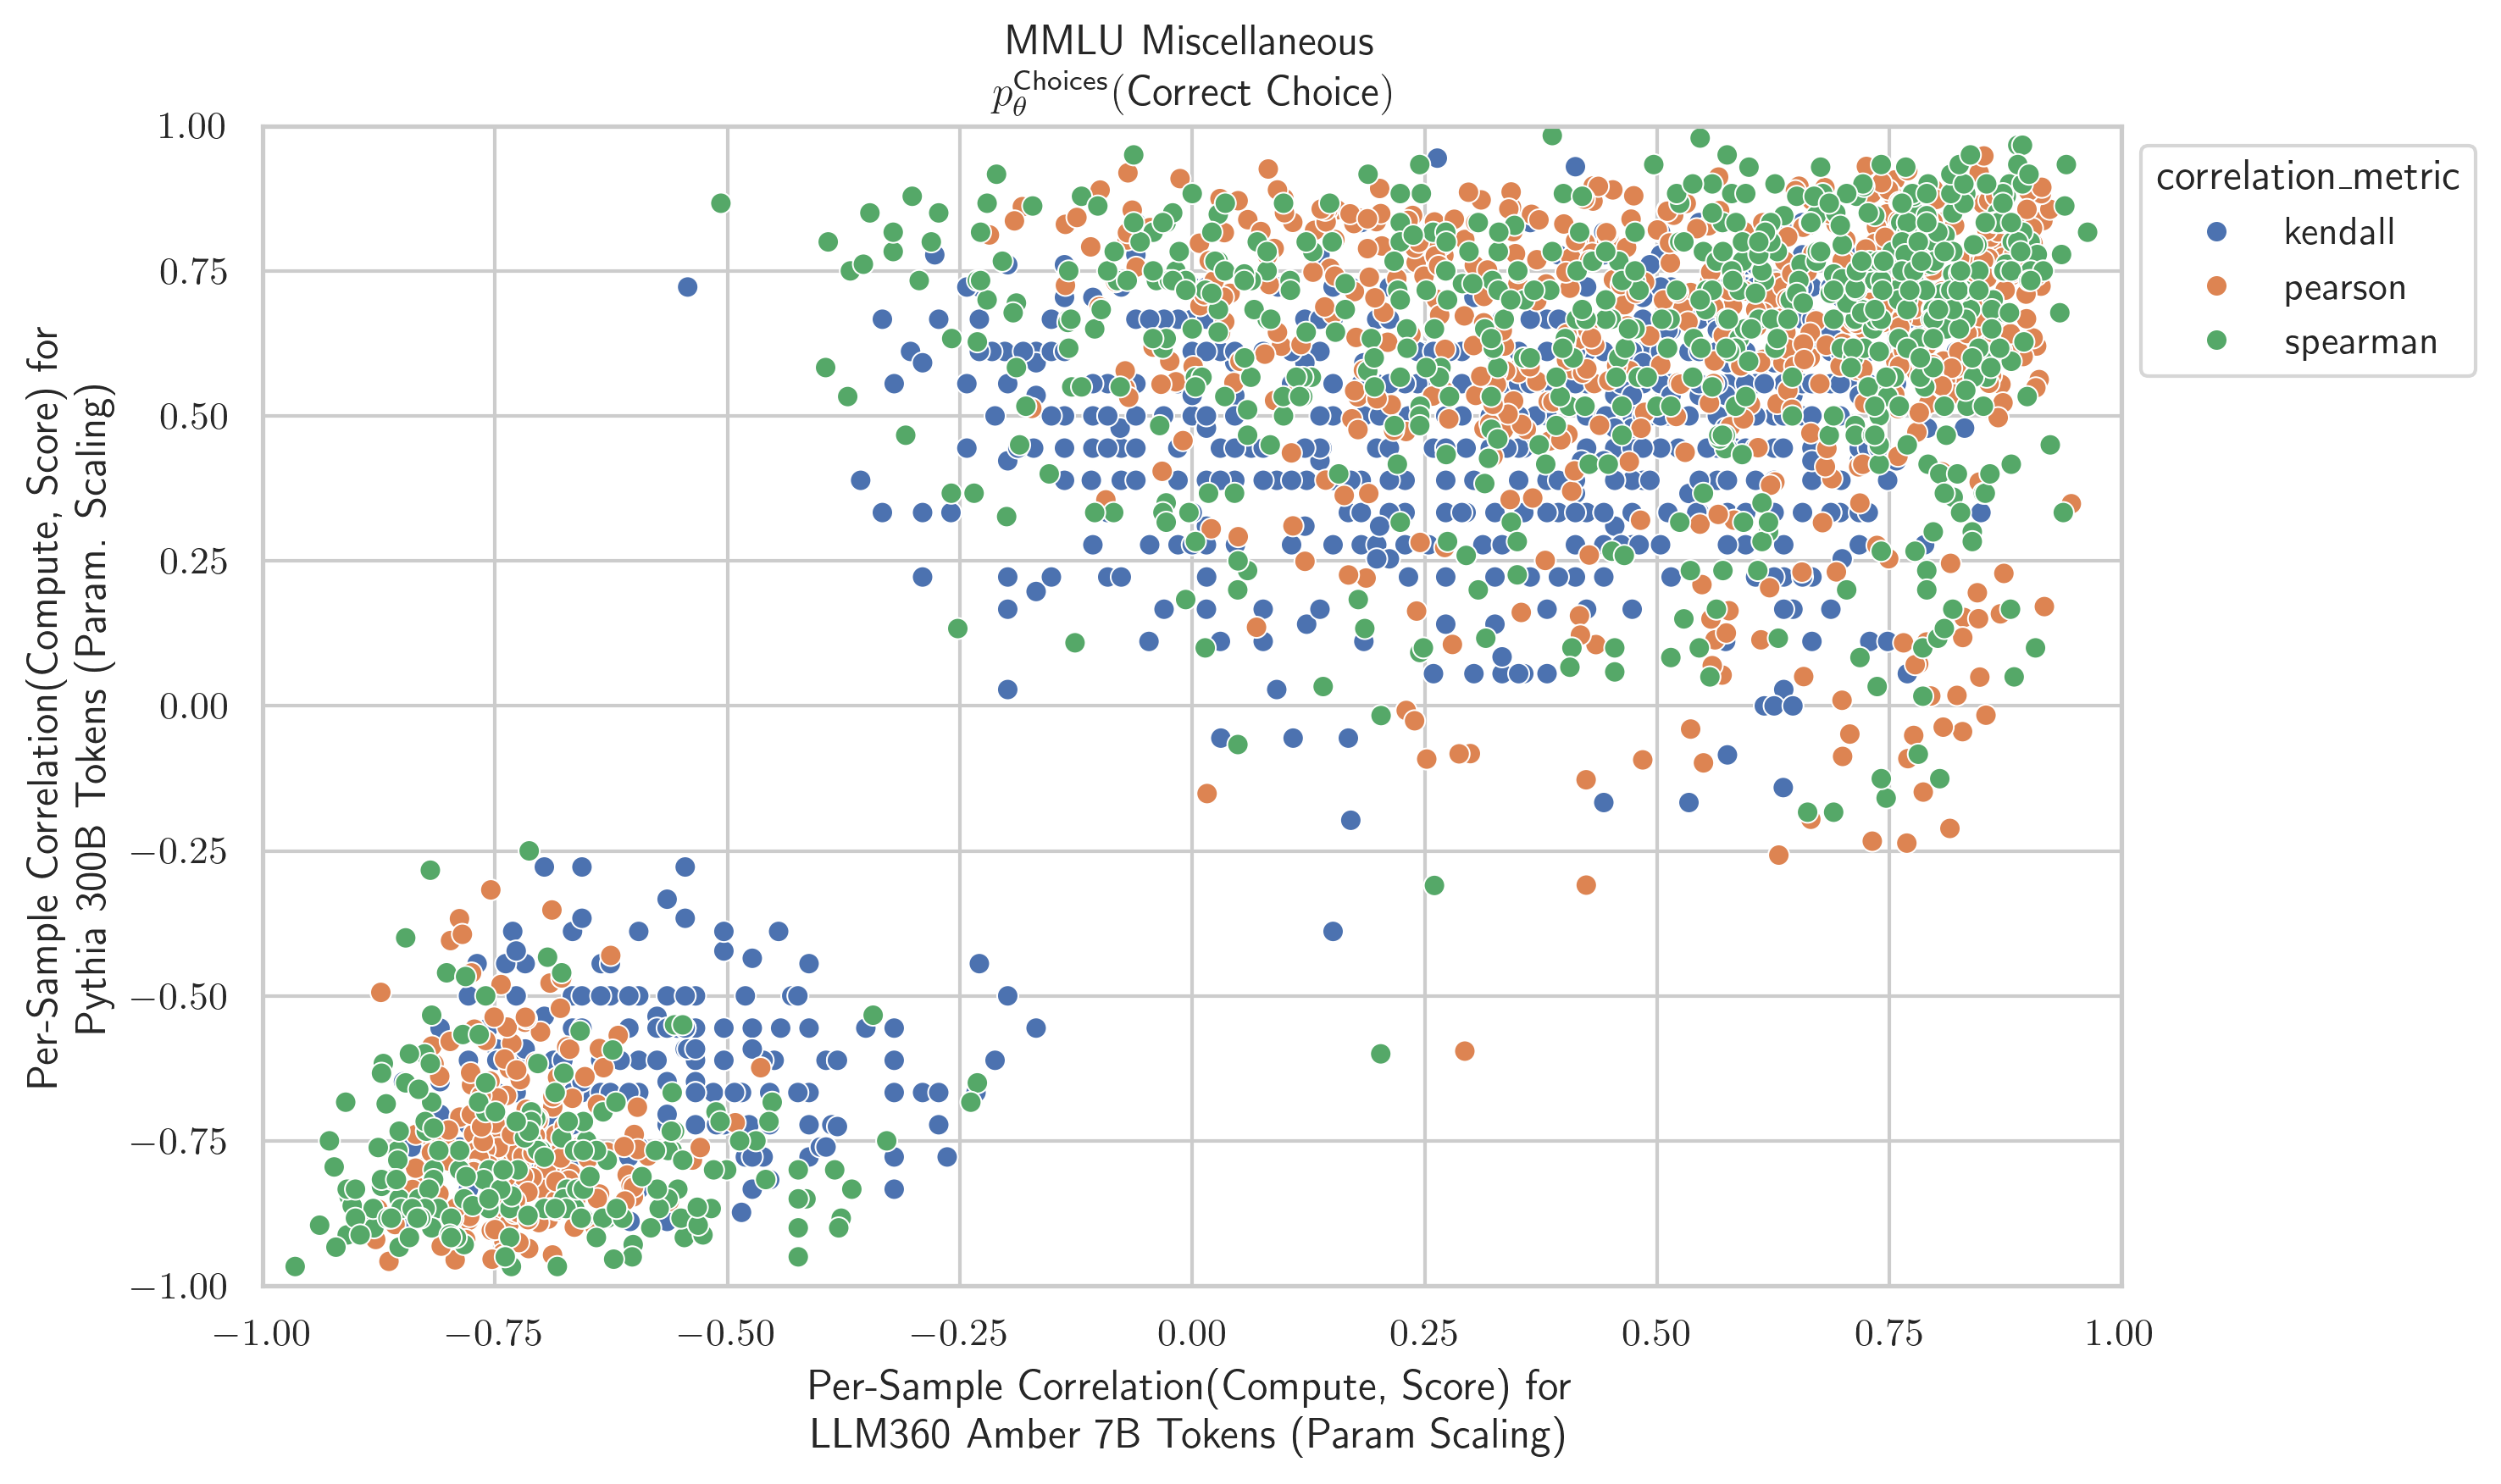 MMLU Miscellaneous
p_θ^Choices(Correct Choice)
Per-Sample Correlation(Compute, Score) for
Pythia 300B Tokens (Param. Scaling)
1.00
0.75
0.50
0.25
0.00
−0.25
−0.50
−0.75
−1.00
−1.00 −0.75 −0.50 −0.25 0.00 0.25 0.50 0.75 1.00
Per-Sample Correlation(Compute, Score) for
LLM360 Amber 7B Tokens (Param Scaling)
correlation_metric
kendall
pearson
spearman